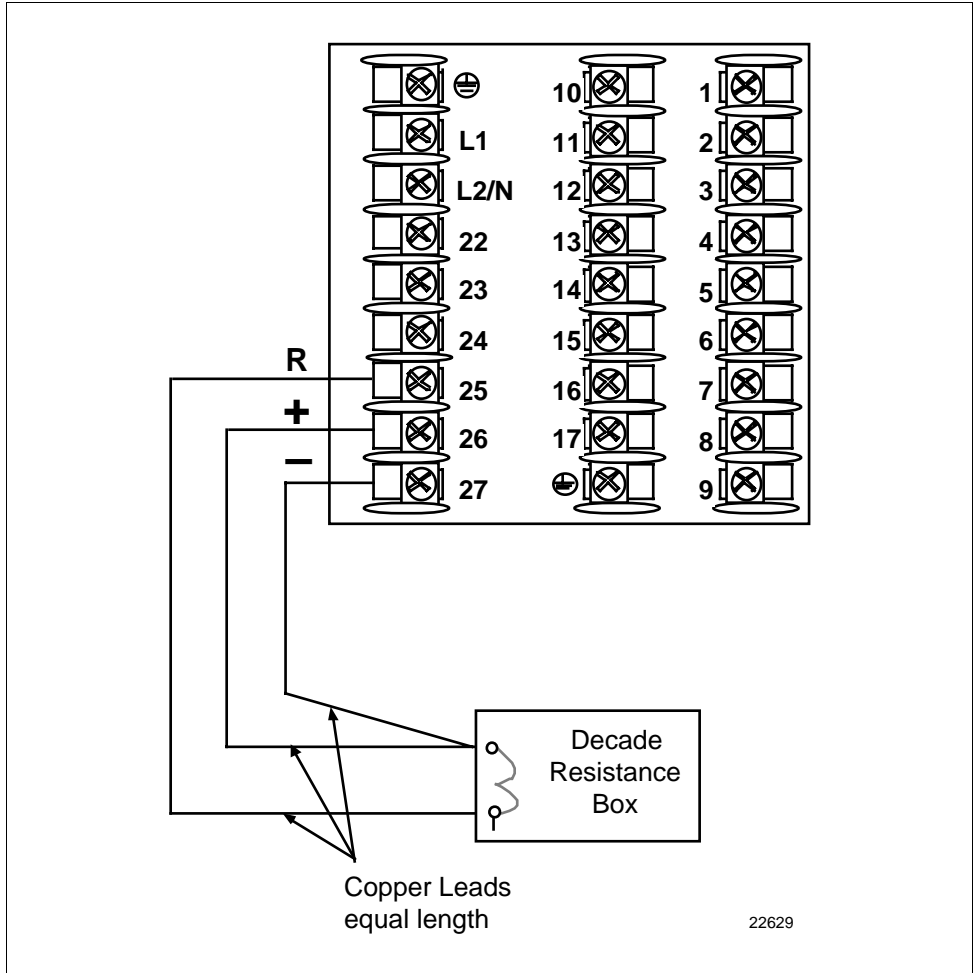 10 1
L1 11 2
L2/N 12 3
22 13 4
23 14 5
24 15 6
R 25 16 7
+ 26 17 8
− 27 9
Decade
Resistance
Box
Copper Leads
equal length
22629